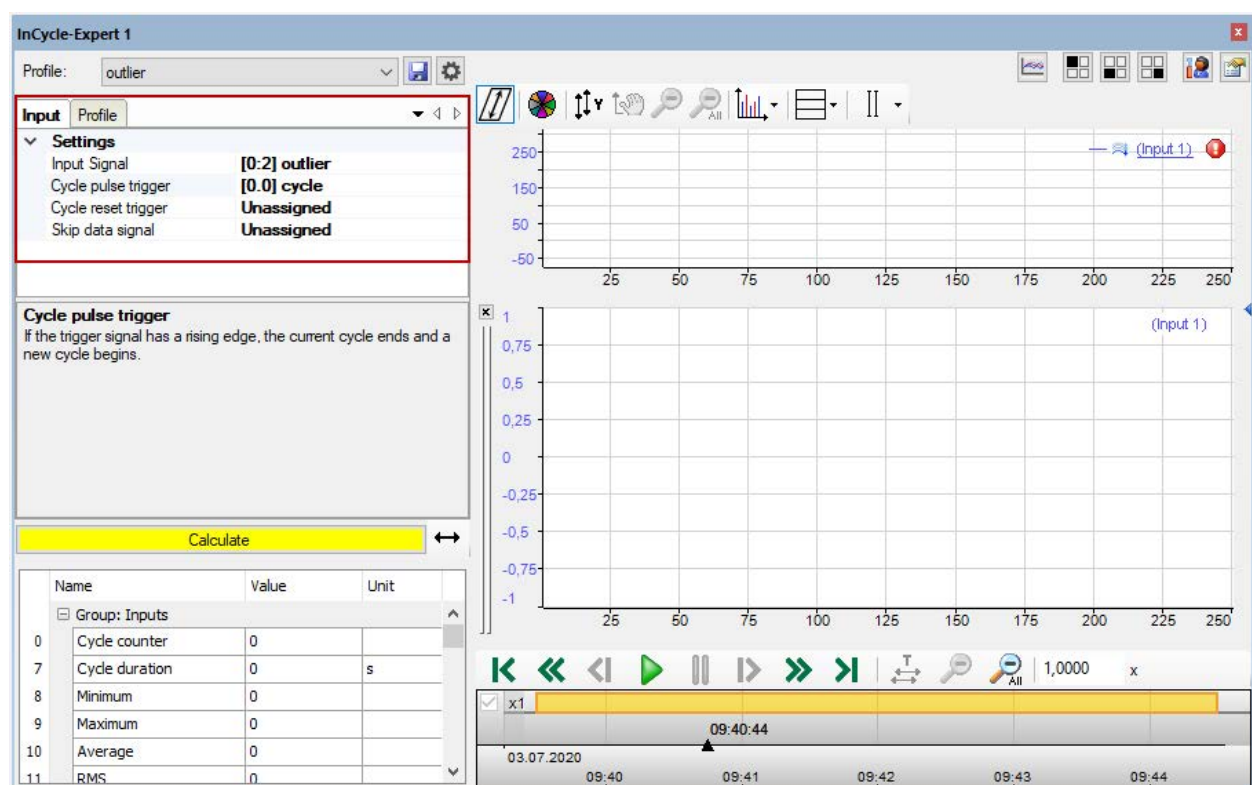 InCycle-Expert 1
Profile: outlier
Input Profile
Settings
Input Signal [0:2] outlier
Cycle pulse trigger [0.0] cycle
Cycle reset trigger Unassigned
Skip data signal Unassigned
Cycle pulse trigger
If the trigger signal has a rising edge, the current cycle ends and a
new cycle begins.
Calculate
Name Value Unit
Group: Inputs
0 Cycle counter 0
7 Cycle duration 0 s
8 Minimum 0
9 Maximum 0
10 Average 0
11 RMS 0
Y All
(Input 1)
250
150
50
-50
25 50 75 100 125 150 175 200 225 250
(Input 1)
1
0,75
0,5
0,25
0
-0,25
-0,5
-0,75
-1
25 50 75 100 125 150 175 200 225 250
T All 1,0000 x
x1
09:40:44
03.07.2020
09:40 09:41 09:42 09:43 09:44